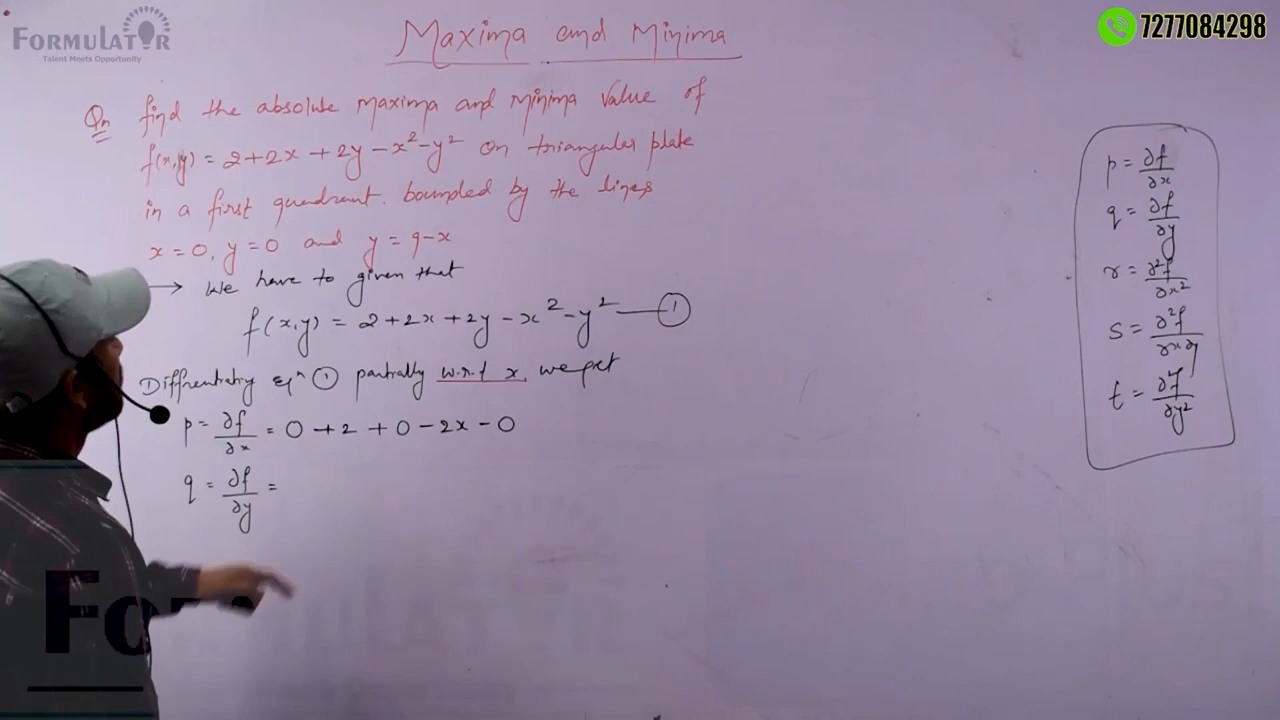 FORMULATOR
Talent Meets Opportunity
7277084298
Maxima and Minima
Qn find the absolute maxima and minima value of
f(x,y) = 2+2x+2y-x²-y² on triangular plate
in a first quadrant. bounded by the lines
x=0, y=0 and y=9-x
→ We have to given that
f(x,y) = 2+2x+2y-x²-y² — ①
Diffrentiatig eqⁿ ① partially w.r.t x, we get
p = ∂f/∂x = 0+2+0-2x-0
q = ∂f/∂y =
p = ∂f/∂x
q = ∂f/∂y
r = ∂²f/∂x²
s = ∂²f/∂x∂y
t = ∂²f/∂y²